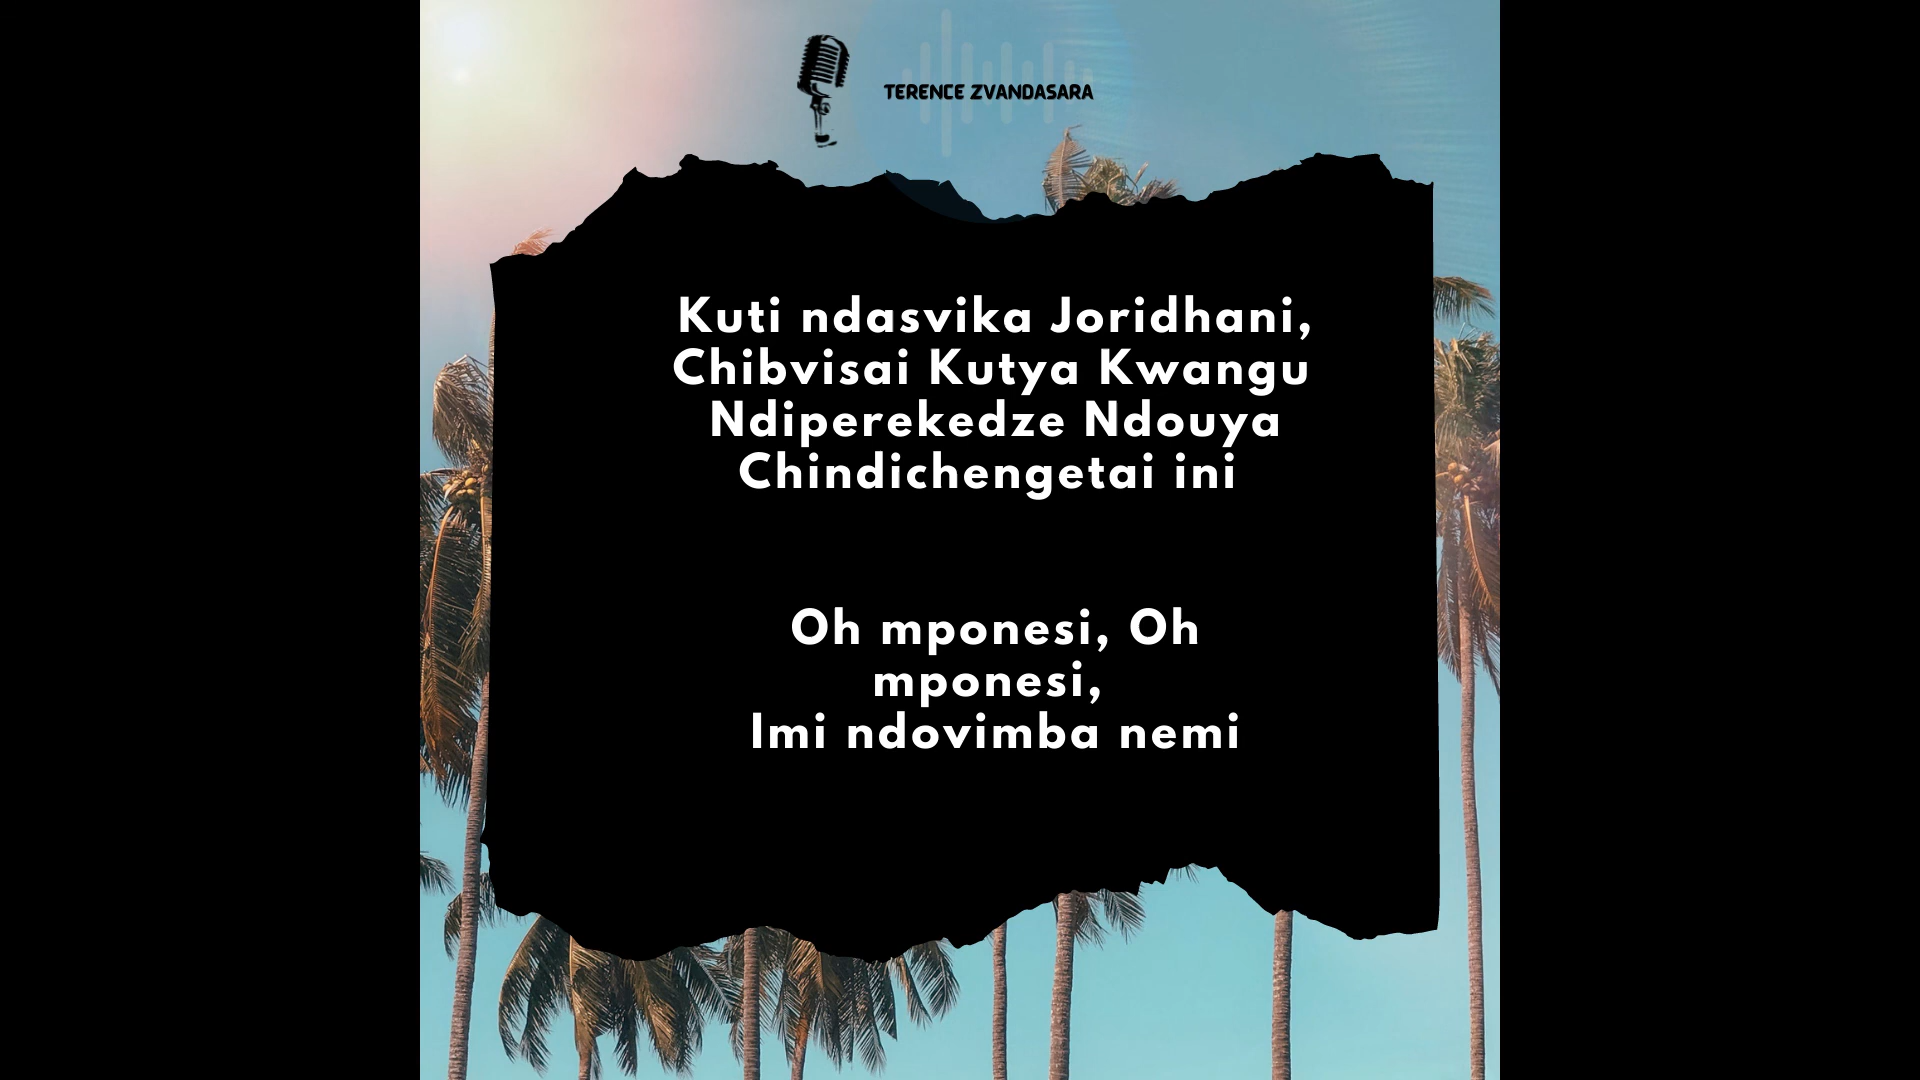 TERENCE ZVANDASARA
Kuti ndasvika Joridhani,
Chibvisai Kutya Kwangu
Ndiperekedze Ndouya
Chindichengetai ini
Oh mponesi, Oh
mponesi,
Imi ndovimba nemi